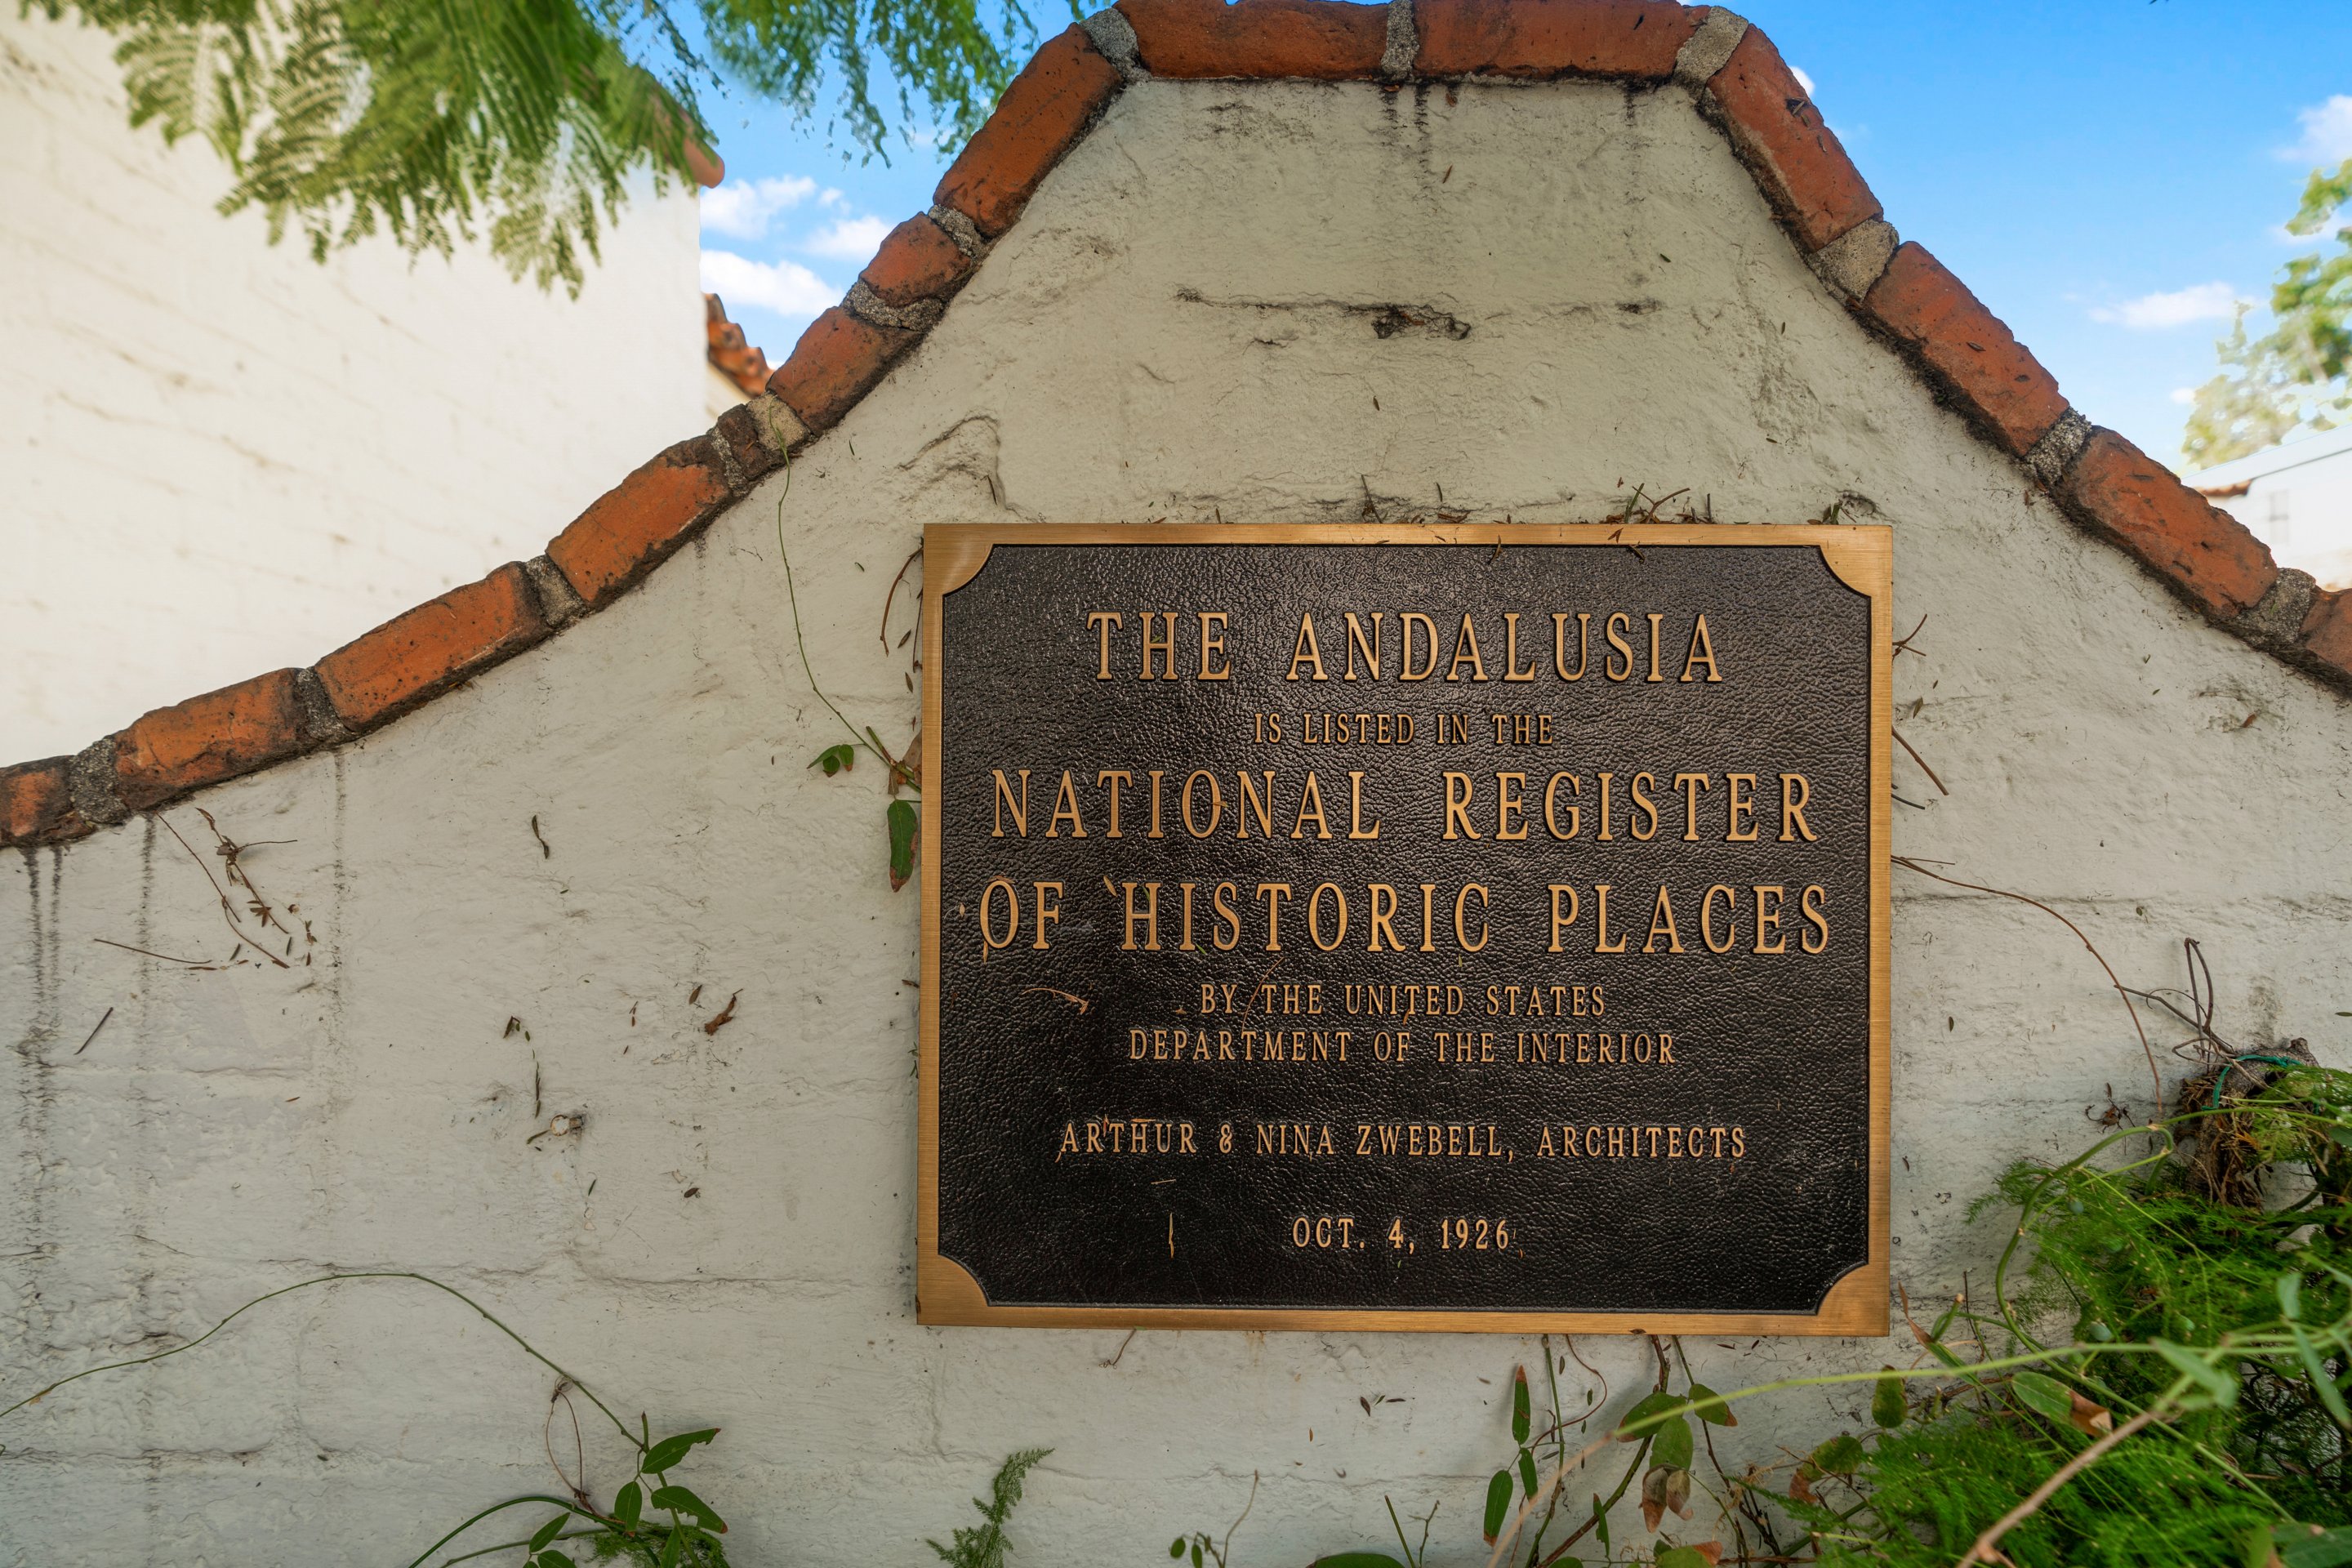 THE ANDALUSIA
IS LISTED IN THE
NATIONAL REGISTER
OF HISTORIC PLACES
BY THE UNITED STATES
DEPARTMENT OF THE INTERIOR
ARTHUR & NINA ZWEBELL, ARCHITECTS
OCT. 4, 1926